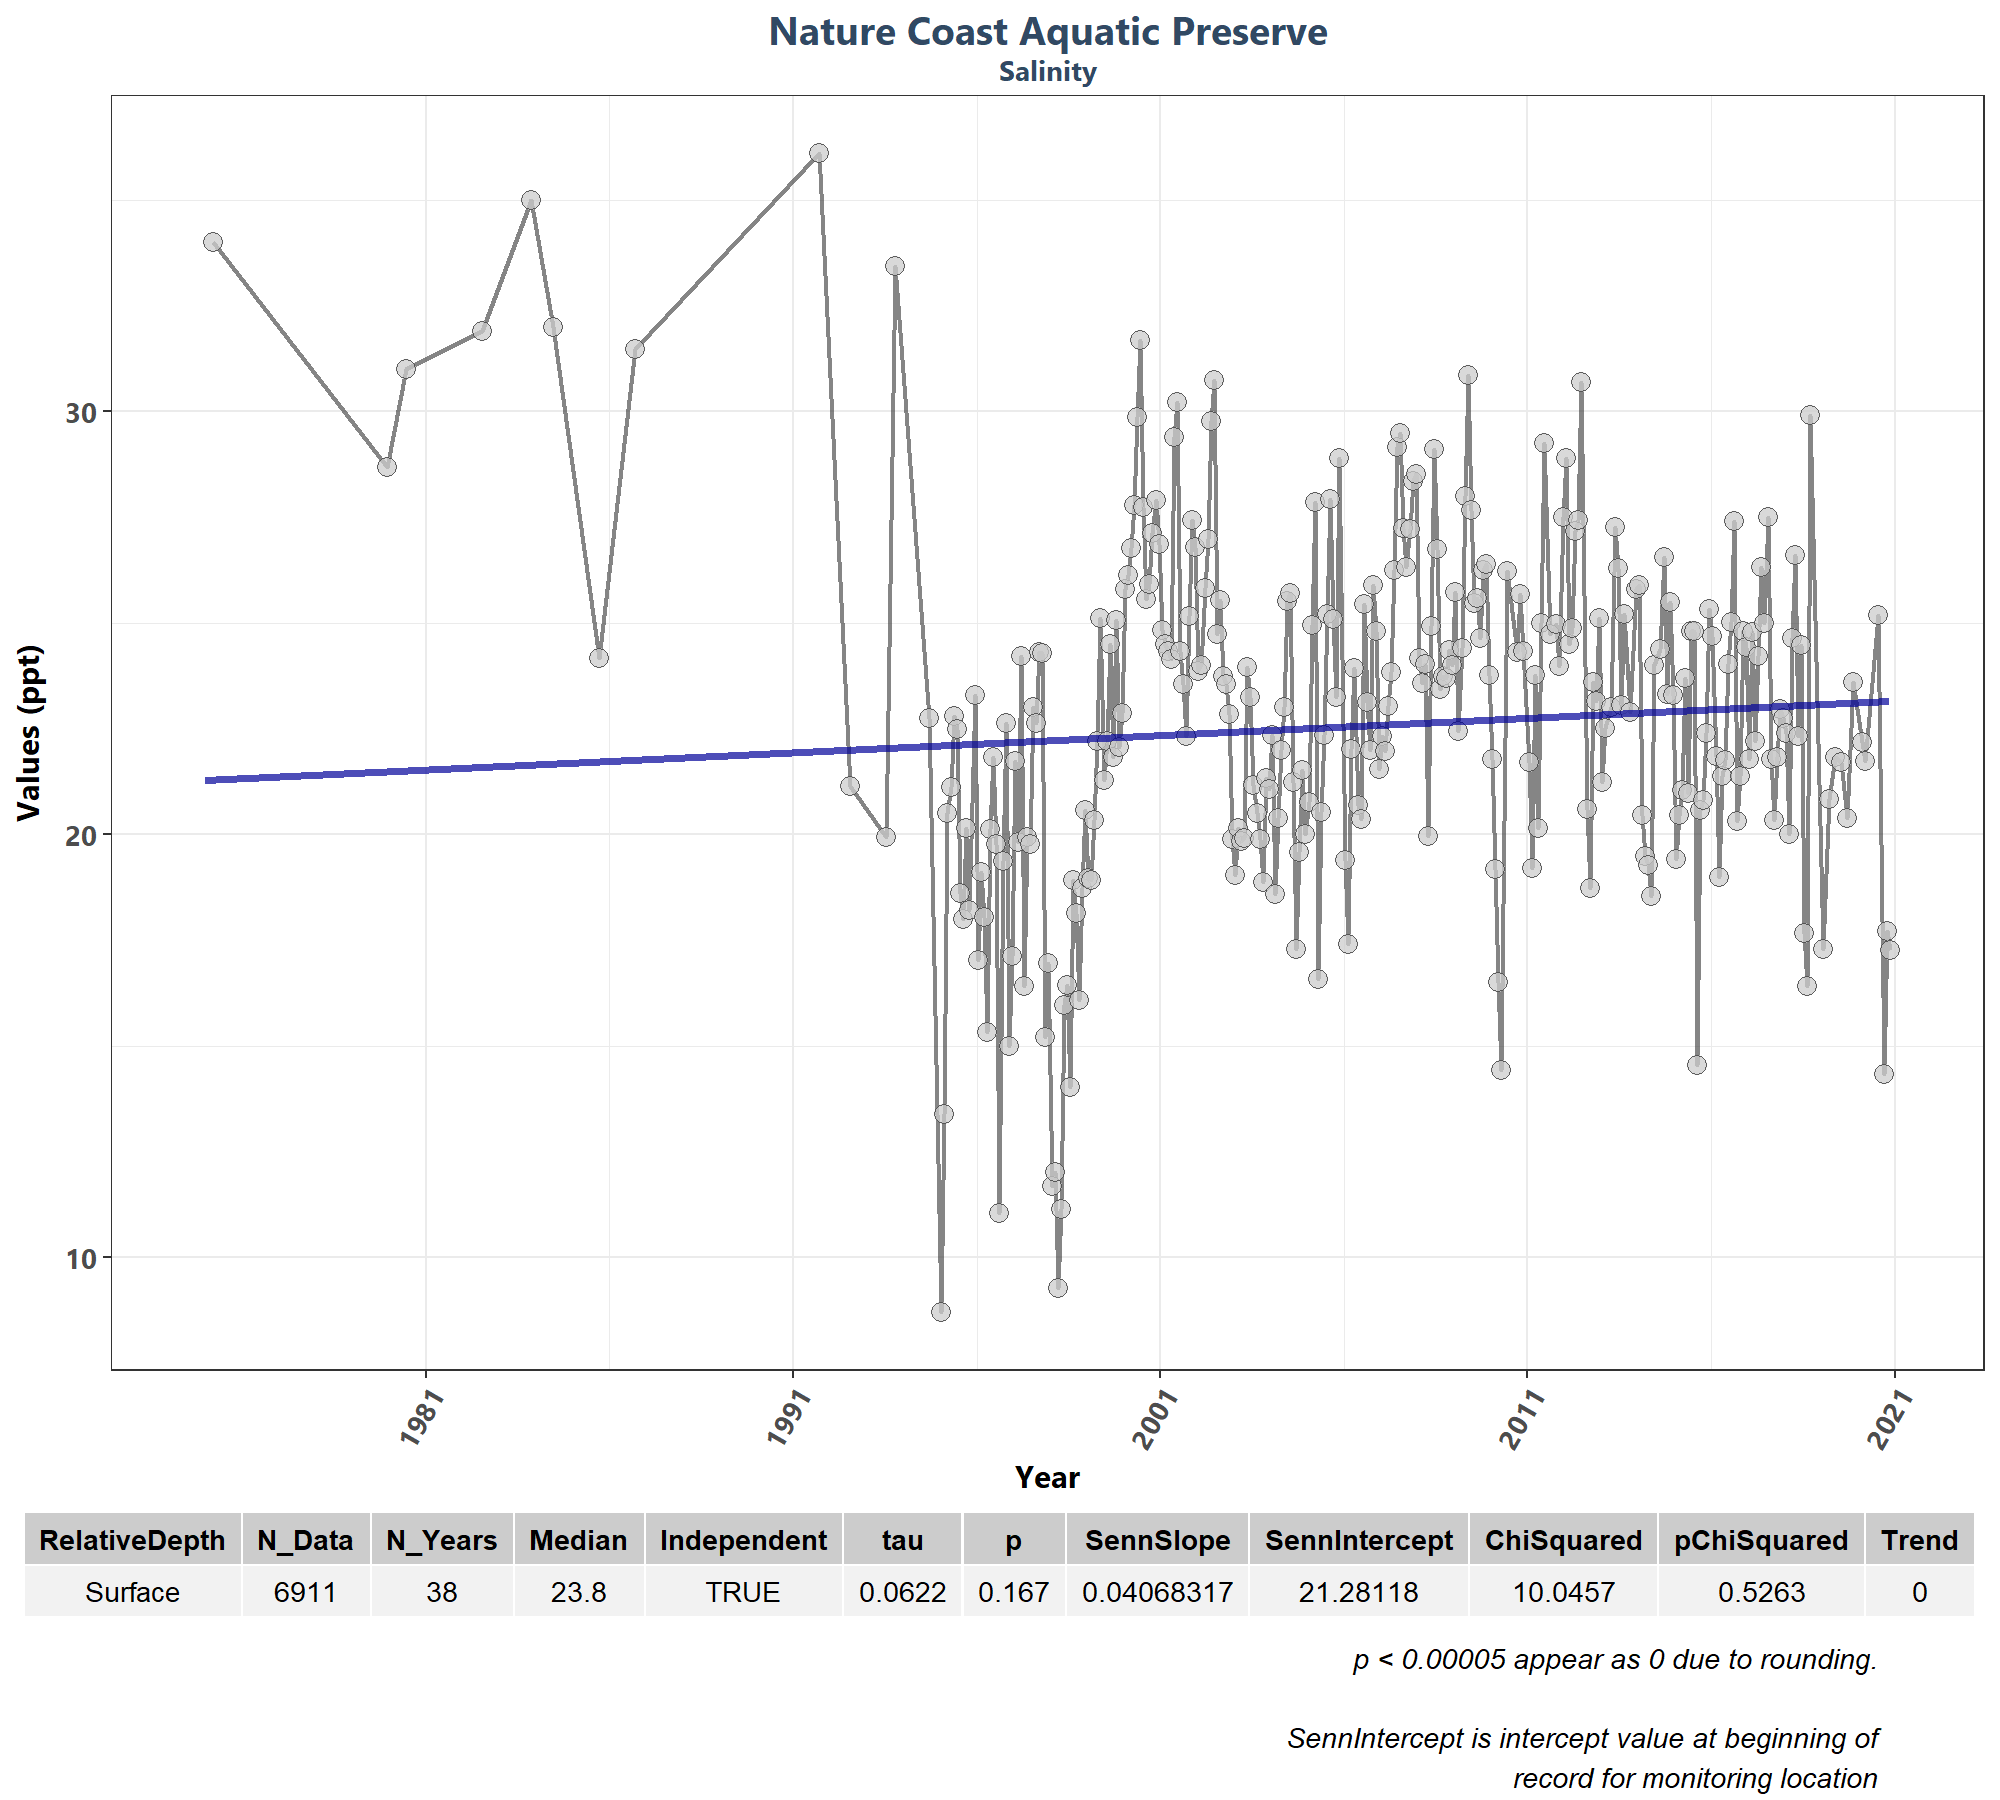 Nature Coast Aquatic Preserve
Salinity
Values (ppt)
30
20
10
1981
1991
2001
2011
2021
Year
RelativeDepth N_Data N_Years Median Independent tau p SennSlope SennIntercept ChiSquared pChiSquared Trend
Surface 6911 38 23.8 TRUE 0.0622 0.167 0.04068317 21.28118 10.0457 0.5263 0
p < 0.00005 appear as 0 due to rounding.
SennIntercept is intercept value at beginning of
record for monitoring location